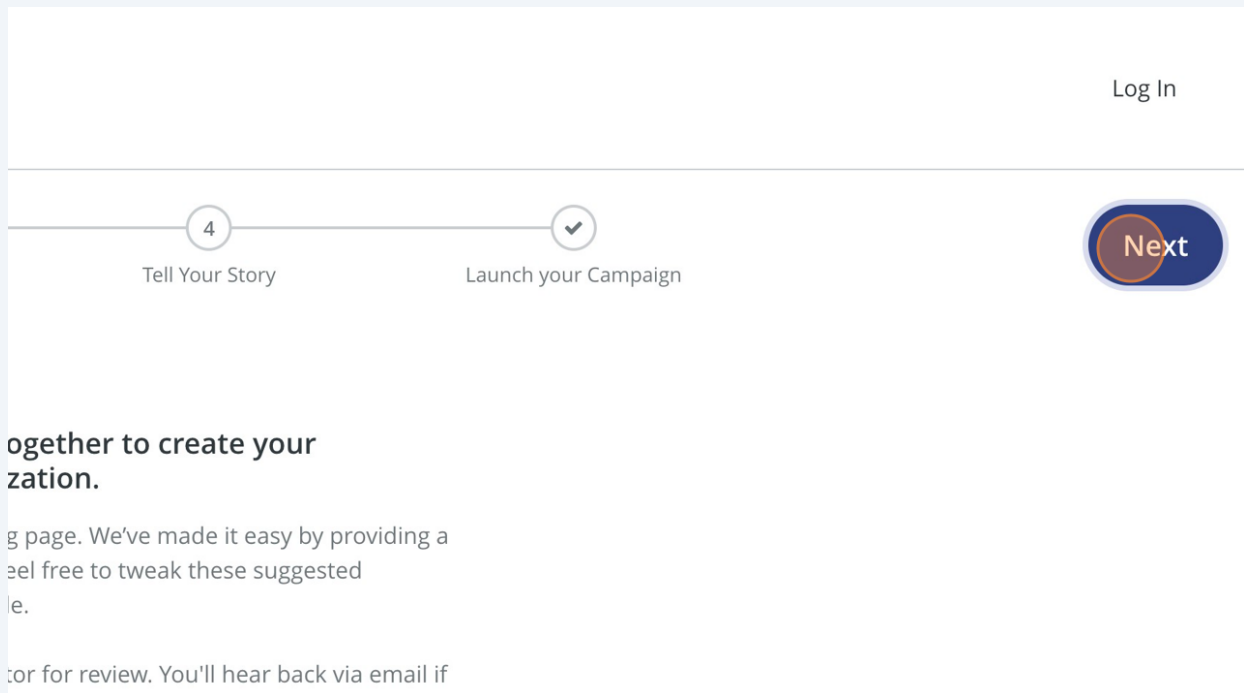 Log In
4
Next
Tell Your Story
Launch your Campaign
ogether to create your
zation.
g page. We’ve made it easy by providing a
eel free to tweak these suggested
le.
tor for review. You'll hear back via email if